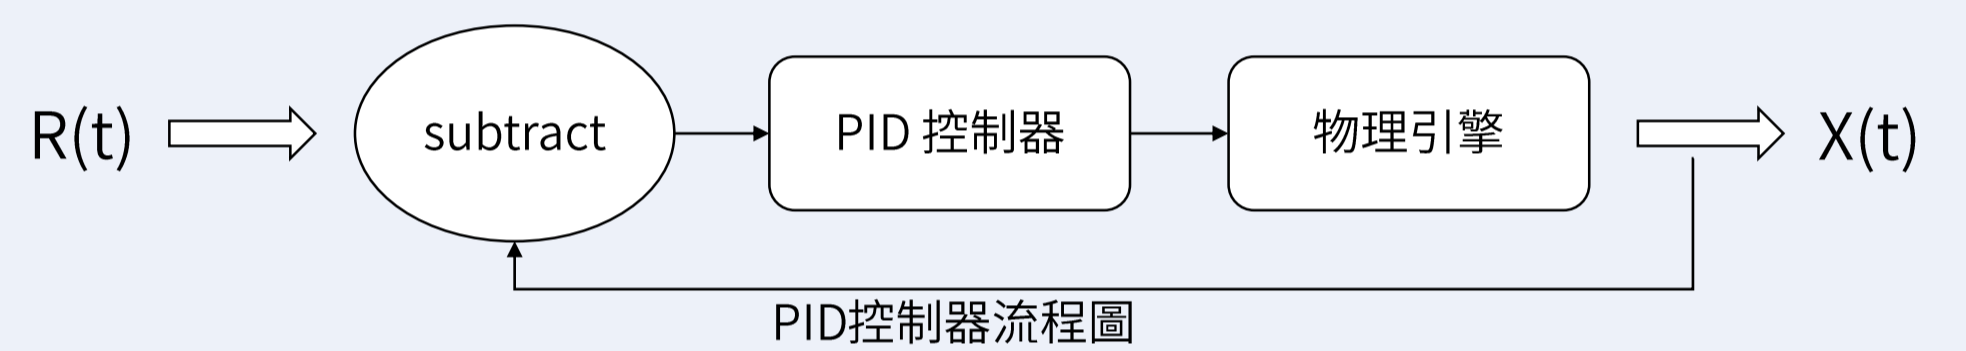 R(t)
subtract
PID 控制器
物理引擎
X(t)
PID控制器流程圖